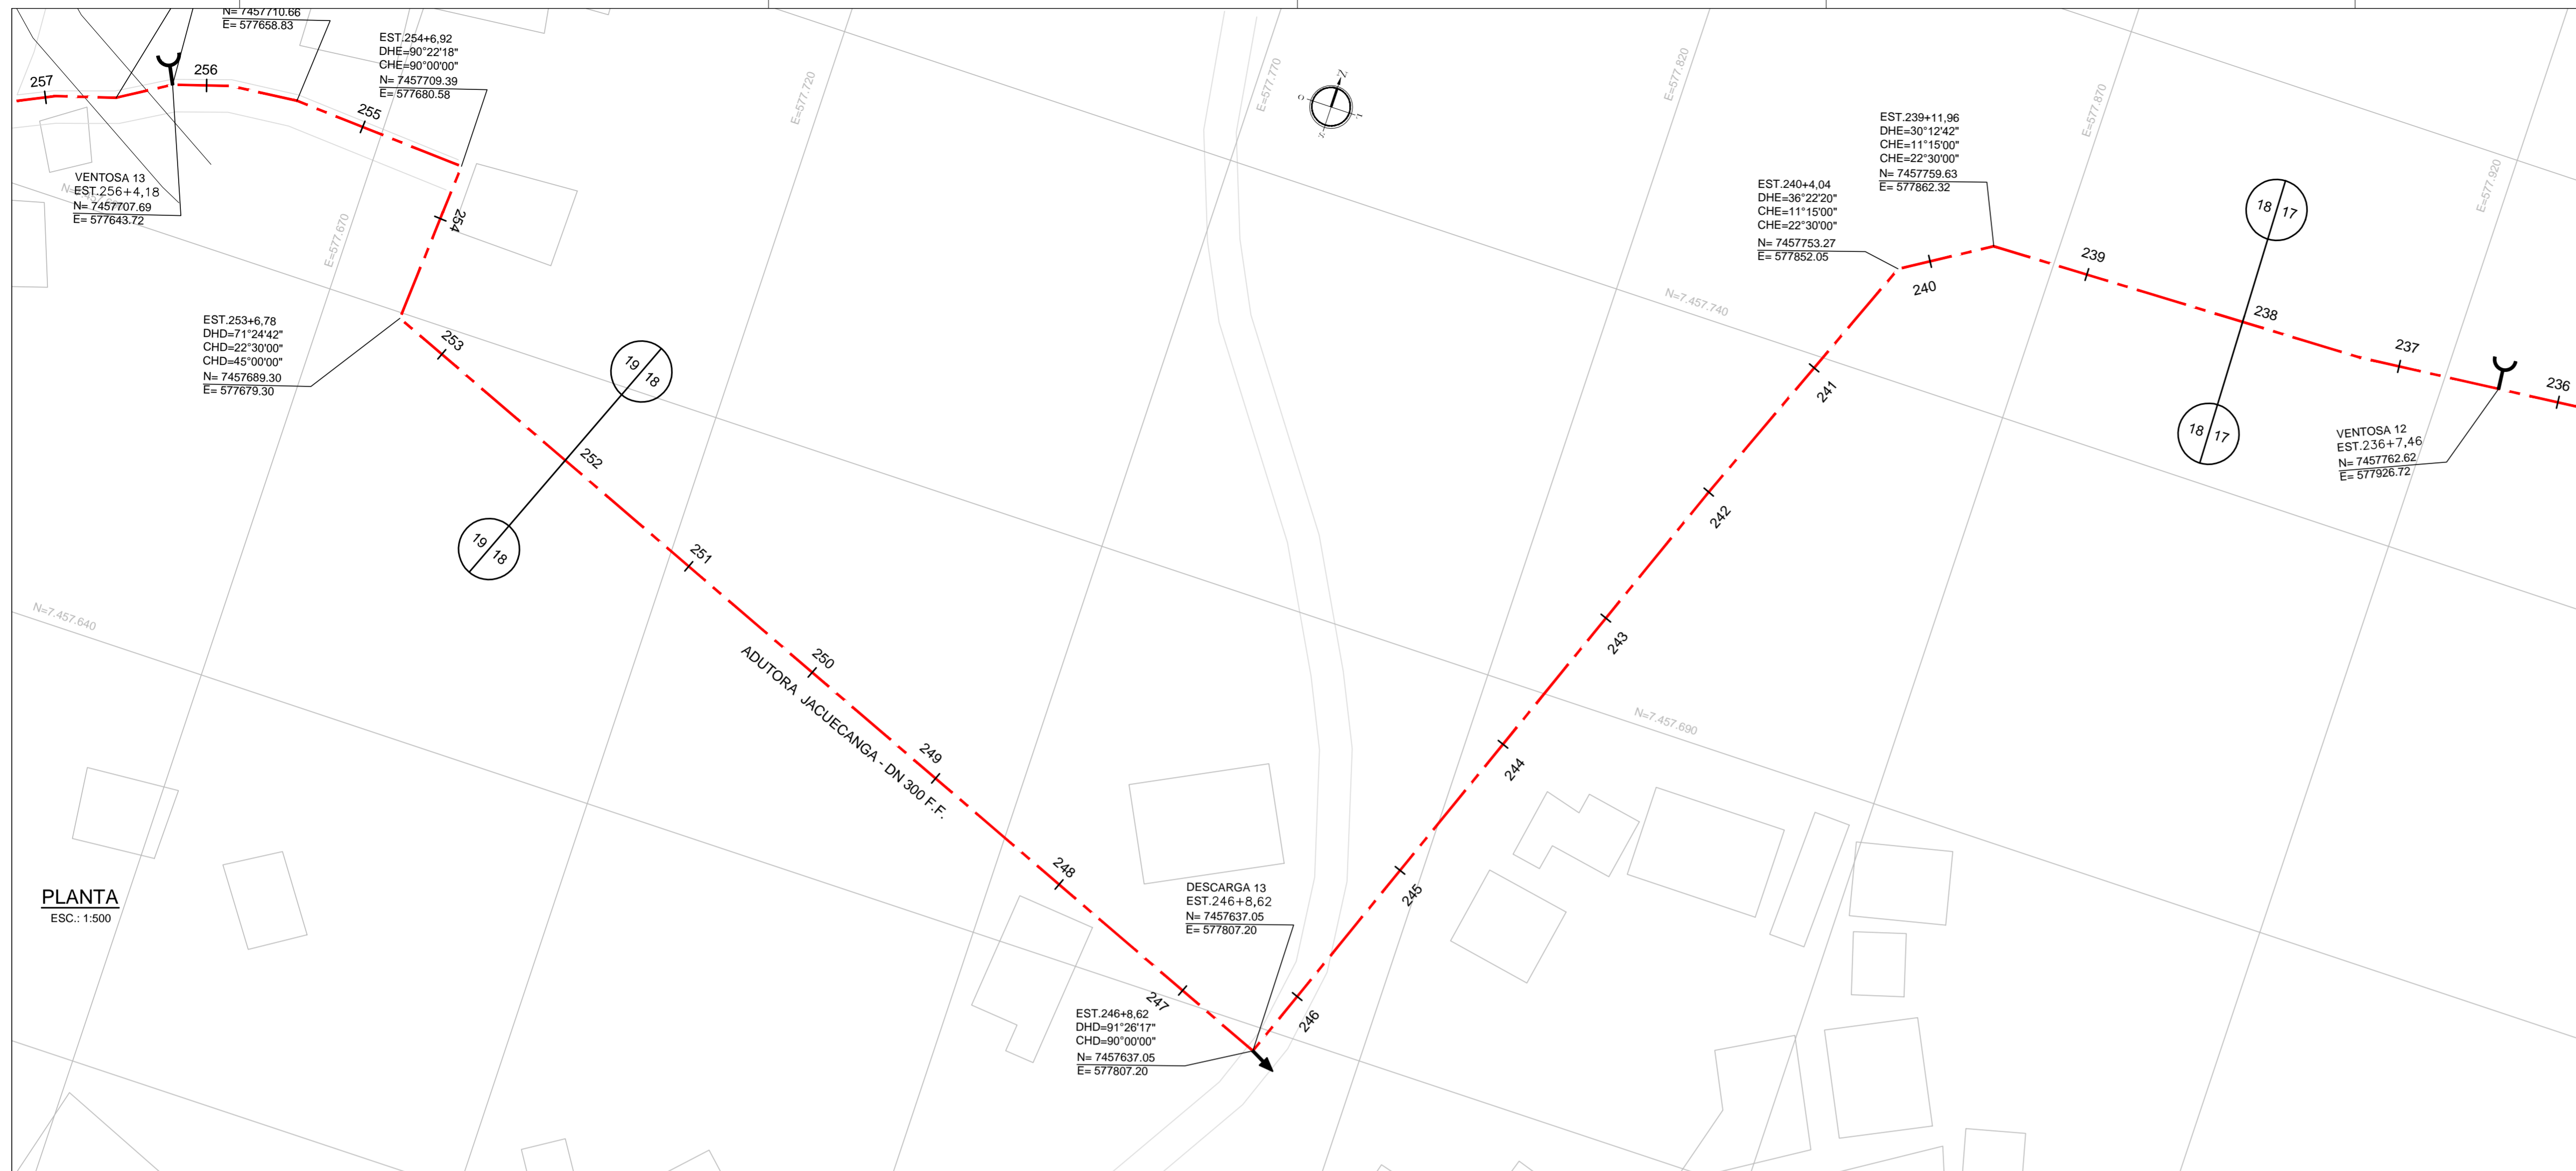 N= 7457710.66
E= 577658.83
EST.254+6,92
DHE=90°22'18"
CHE=90°00'00"
N= 7457709.39
E= 577680.58
257
256
255
254
VENTOSA 13
EST.256+4,18
N= 7457707.69
E= 577643.72
E=577.670
E=577.720
E=577.770
E=577.820
E=577.870
E=577.920
EST.239+11,96
DHE=30°12'42"
CHE=11°15'00"
CHE=22°30'00"
N= 7457759.63
E= 577862.32
EST.240+4,04
DHE=36°22'20"
CHE=11°15'00"
CHE=22°30'00"
N= 7457753.27
E= 577852.05
18 17
18 17
239
238
237
236
240
VENTOSA 12
EST.236+7,46
N= 7457762.62
E= 577926.72
N=7.457.740
EST.253+6,78
DHD=71°24'42"
CHD=22°30'00"
CHD=45°00'00"
N= 7457689.30
E= 577679.30
253
19 18
19 18
252
251
250
249
248
247
ADUTORA JACUECANGA - DN 300 F.F.
241
242
243
244
245
246
N=7.457.640
N=7.457.690
PLANTA
ESC.: 1:500
DESCARGA 13
EST.246+8,62
N= 7457637.05
E= 577807.20
EST.246+8,62
DHD=91°26'17"
CHD=90°00'00"
N= 7457637.05
E= 577807.20